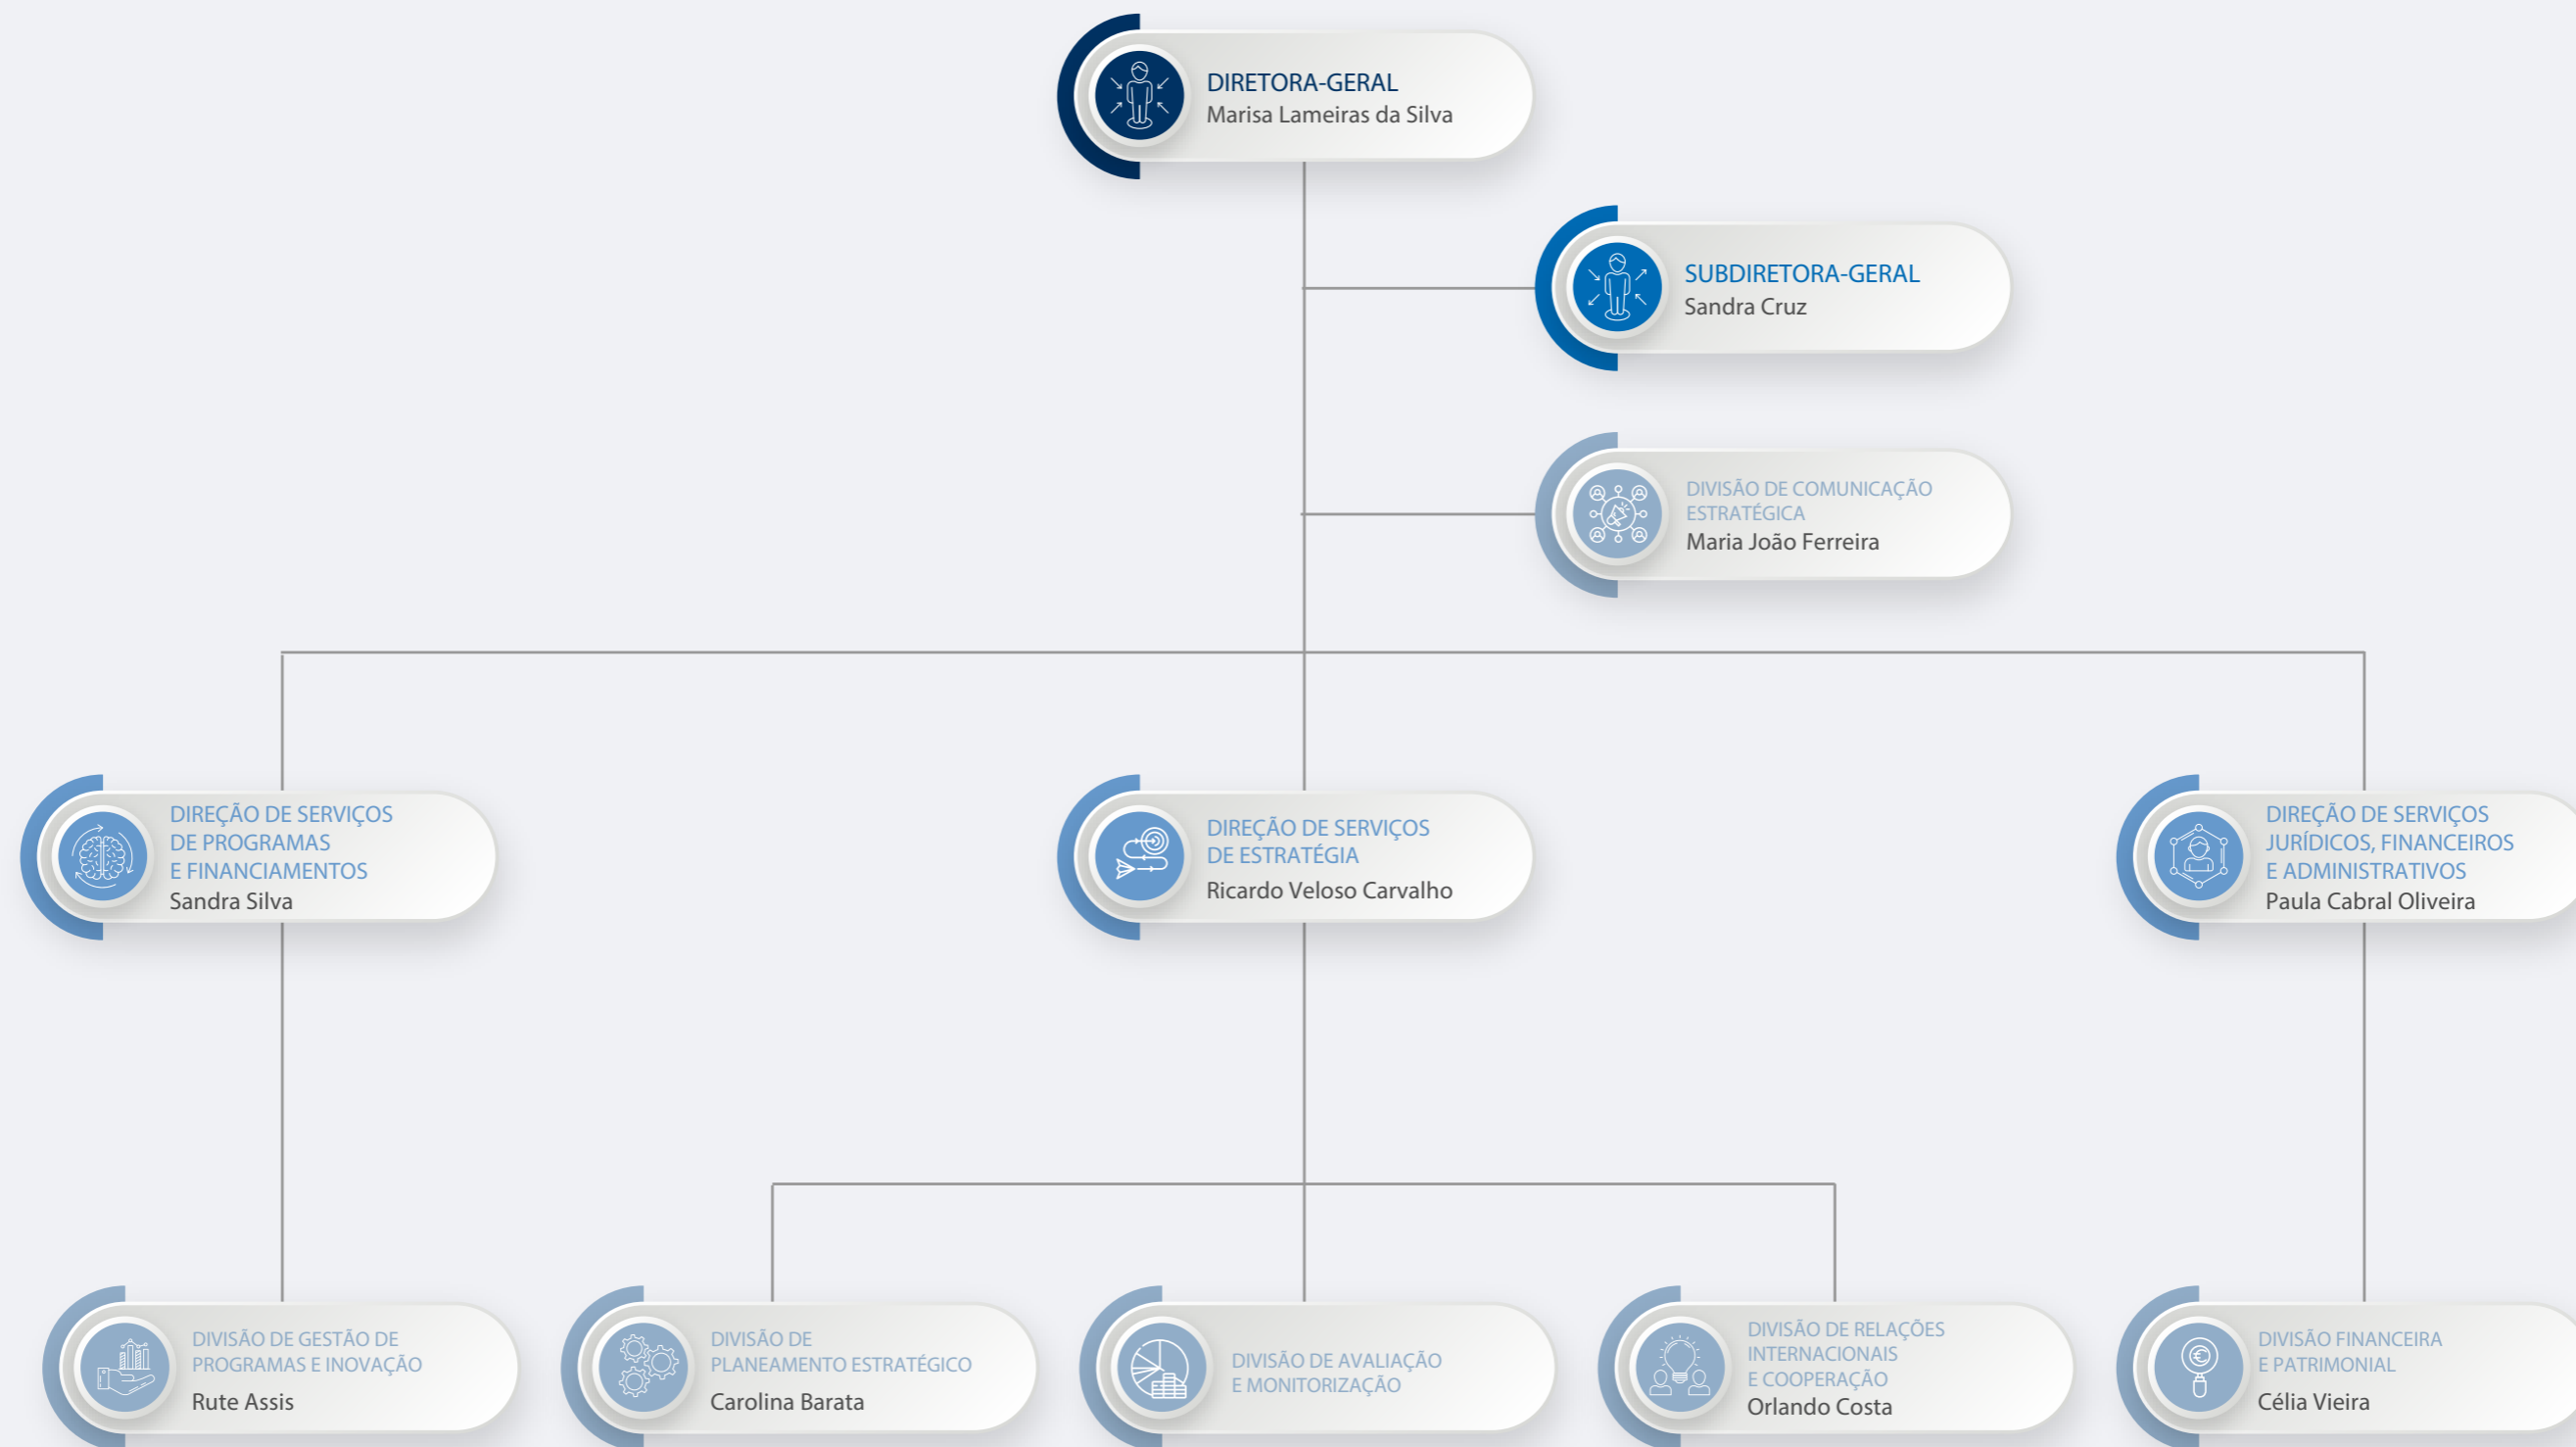 DIRETORA-GERAL
Marisa Lameiras da Silva
SUBDIRETORA-GERAL
Sandra Cruz
DIVISÃO DE COMUNICAÇÃO
ESTRATÉGICA
Maria João Ferreira
DIREÇÃO DE SERVIÇOS
DE PROGRAMAS
E FINANCIAMENTOS
Sandra Silva
DIREÇÃO DE SERVIÇOS
DE ESTRATÉGIA
Ricardo Veloso Carvalho
DIREÇÃO DE SERVIÇOS
JURÍDICOS, FINANCEIROS
E ADMINISTRATIVOS
Paula Cabral Oliveira
DIVISÃO DE GESTÃO DE
PROGRAMAS E INOVAÇÃO
Rute Assis
DIVISÃO DE
PLANEAMENTO ESTRATÉGICO
Carolina Barata
DIVISÃO DE AVALIAÇÃO
E MONITORIZAÇÃO
DIVISÃO DE RELAÇÕES
INTERNACIONAIS
E COOPERAÇÃO
Orlando Costa
DIVISÃO FINANCEIRA
E PATRIMONIAL
Célia Vieira